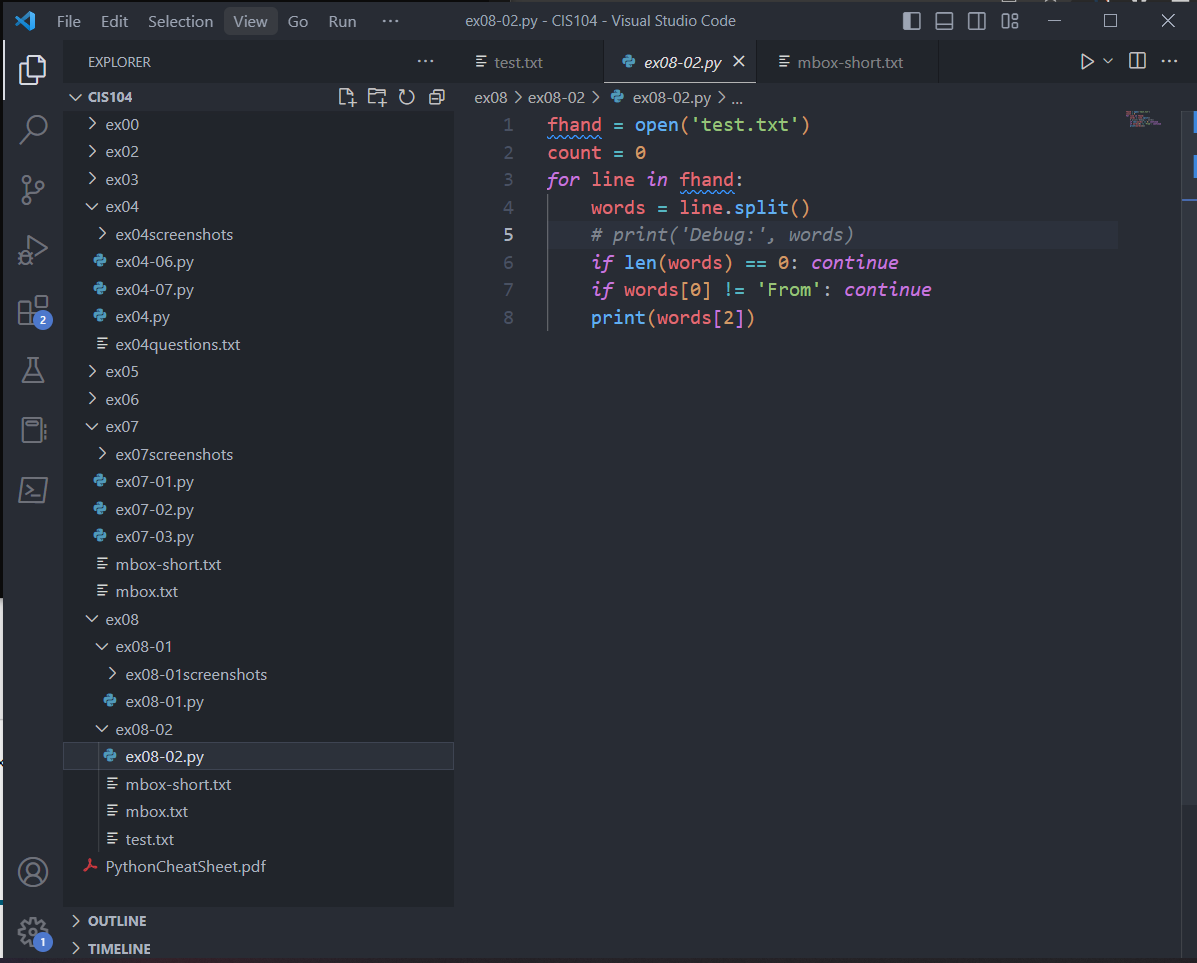 File Edit Selection View Go Run ··· ex08-02.py - CIS104 - Visual Studio Code
EXPLORER ···
test.txt ex08-02.py mbox-short.txt ···
CIS104
ex00
ex02
ex03
ex04
ex04screenshots
ex04-06.py
ex04-07.py
ex04.py
ex04questions.txt
ex05
ex06
ex07
ex07screenshots
ex07-01.py
ex07-02.py
ex07-03.py
mbox-short.txt
mbox.txt
ex08
ex08-01
ex08-01screenshots
ex08-01.py
ex08-02
ex08-02.py
mbox-short.txt
mbox.txt
test.txt
PythonCheatSheet.pdf
OUTLINE
TIMELINE
2
1
ex08 > ex08-02 > ex08-02.py > ...
1 fhand = open('test.txt')
2 count = 0
3 for line in fhand:
4 words = line.split()
5 # print('Debug:', words)
6 if len(words) == 0: continue
7 if words[0] != 'From': continue
8 print(words[2])